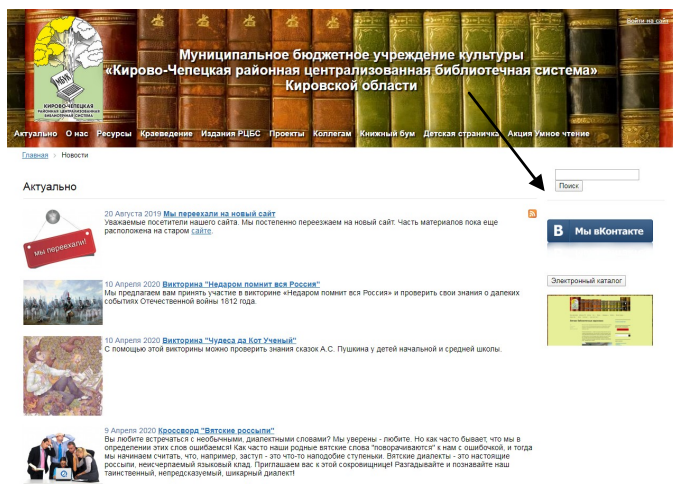 Войти на сайт
Муниципальное бюджетное учреждение культуры
«Кирово-Чепецкая районная централизованная библиотечная система»
Кировской области
МБУК
КИРОВО-ЧЕПЕЦКАЯ
РАЙОННАЯ ЦЕНТРАЛИЗОВАННАЯ
БИБЛИОТЕЧНАЯ СИСТЕМА
Актуально О нас Ресурсы Краеведение Издания РЦБС Проекты Коллегам Книжный бум Детская страничка Акция Умное чтение
Главная › Новости
Поиск
Актуально
20 Августа 2019 Мы переехали на новый сайт
Уважаемые посетители нашего сайта. Мы постепенно переезжаем на новый сайт. Часть материалов пока еще
расположена на старом сайте.
мы переехали!
В Мы вКонтакте
10 Апреля 2020 Викторина "Недаром помнит вся Россия"
Мы предлагаем вам принять участие в викторине «Недаром помнит вся Россия» и проверить свои знания о далеких
событиях Отечественной войны 1812 года.
Электронный каталог
10 Апреля 2020 Викторина "Чудеса да Кот Ученый"
С помощью этой викторины можно проверить знания сказок А.С. Пушкина у детей начальной и средней школы.
9 Апреля 2020 Кроссворд "Вятские россыпи"
Вы любите встречаться с необычными, диалектными словами? Мы уверены - любите. Но как часто бывает, что мы в
определении этих слов ошибаемся! Как часто наши родные вятские слова "поворачиваются" к нам с ошибочкой, и тогда
мы начинаем считать, что, например, заступ - это что-то наподобие ступеньки. Вятские диалекты - это настоящие
россыпи, неисчерпаемый языковый клад. Приглашаем вас к этой сокровищнице! Разгадывайте и познавайте наш
таинственный, непредсказуемый, шикарный диалект!